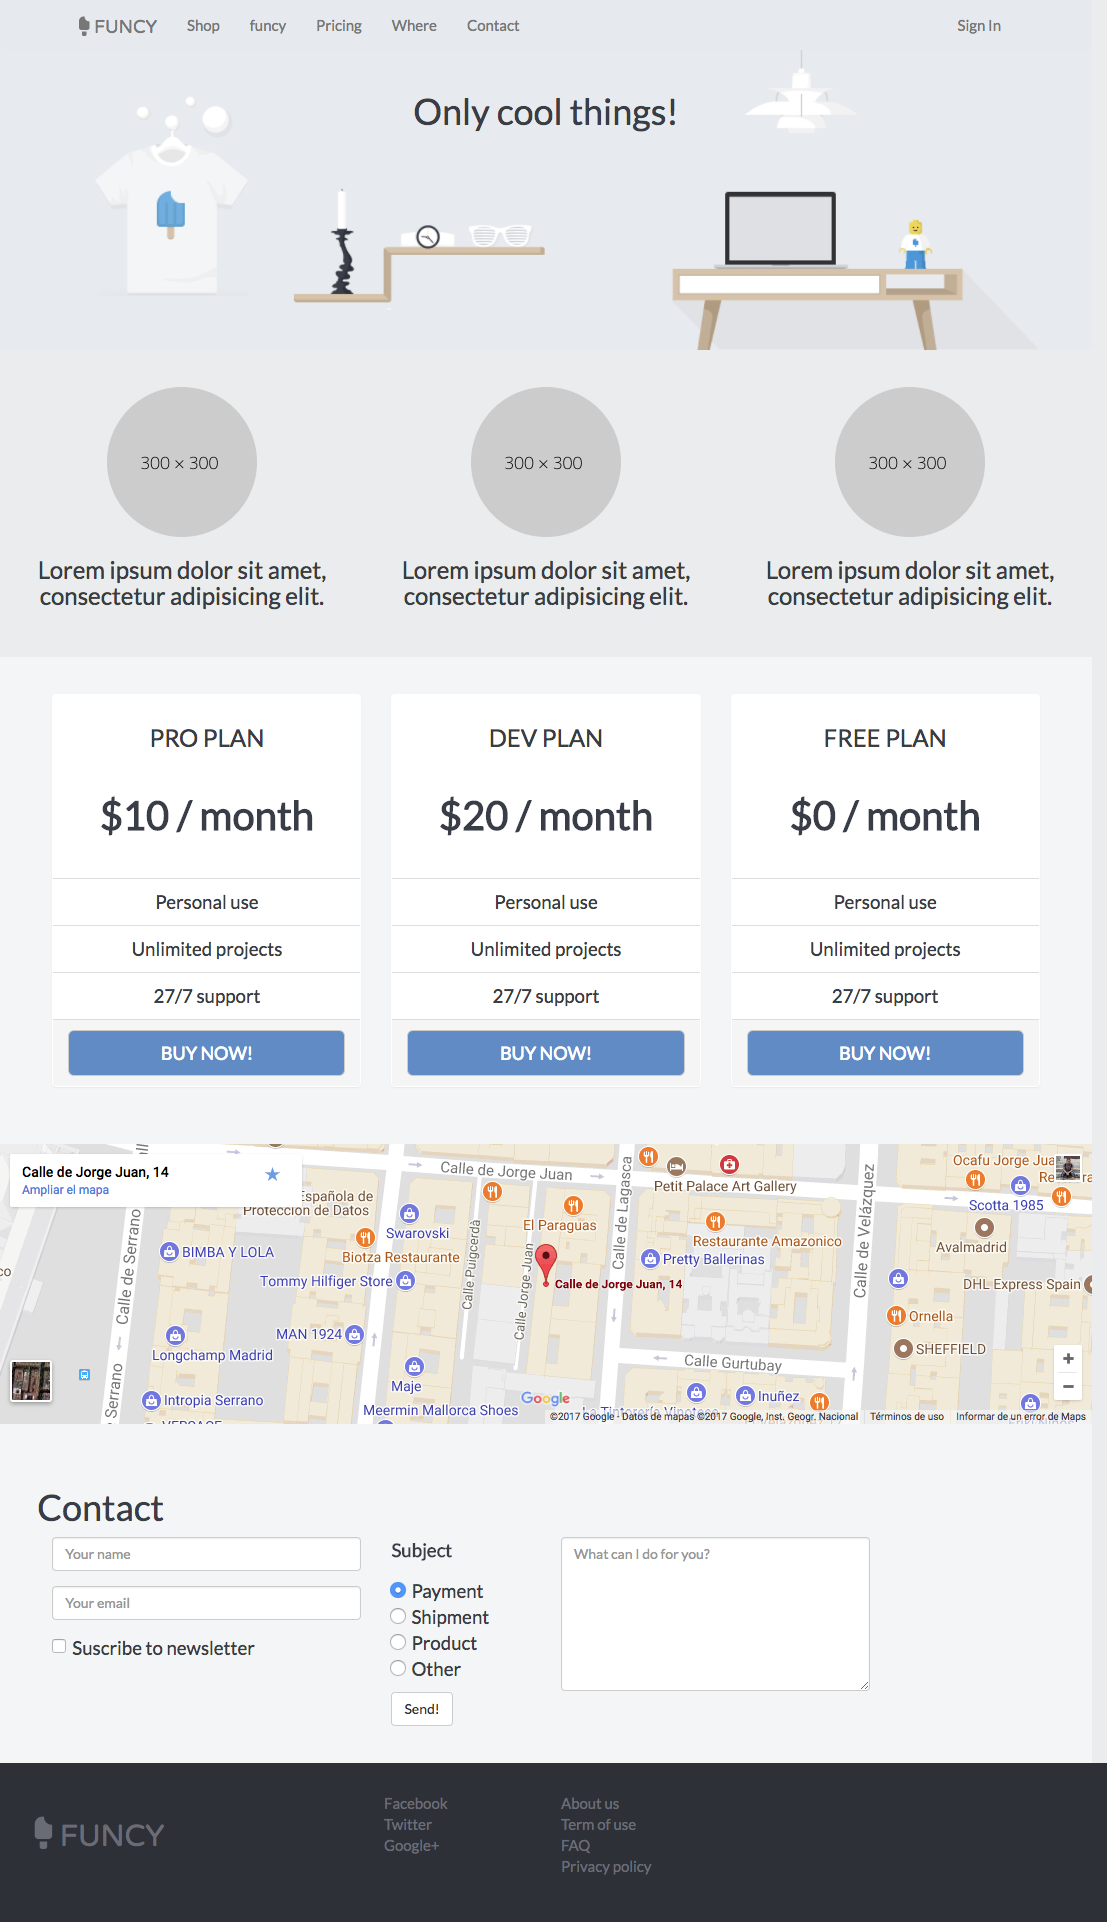 FUNCY Shop funcy Pricing Where Contact Sign In
Only cool things!
300 × 300
300 × 300
300 × 300
Lorem ipsum dolor sit amet,
consectetur adipisicing elit.
Lorem ipsum dolor sit amet,
consectetur adipisicing elit.
Lorem ipsum dolor sit amet,
consectetur adipisicing elit.
PRO PLAN
$10 / month
Personal use
Unlimited projects
27/7 support
BUY NOW!
DEV PLAN
$20 / month
Personal use
Unlimited projects
27/7 support
BUY NOW!
FREE PLAN
$0 / month
Personal use
Unlimited projects
27/7 support
BUY NOW!
Calle de Jorge Juan, 14
Ampliar el mapa
Española de
Protección de Datos
Calle de Jorge Juan
Petit Palace Art Gallery
Ocafu Jorge Jua
Scotta 1985
Swarovski
El Paraguas
Restaurante Amazonico
Avalmadrid
BIMBA Y LOLA
Biotza Restaurante
Pretty Ballerinas
Tommy Hilfiger Store
Calle de Jorge Juan, 14
DHL Express Spain
Calle de Serrano
Calle Puigcerdá
Calle Jorge Juan
Calle de Lagasca
Calle de Velázquez
Ornella
MAN 1924
SHEFFIELD
Longchamp Madrid
Calle Gurtubay
Serrano
Maje
Iñuñez
Intropia Serrano
Meermin Mallorca Shoes
Google
©2017 Google - Datos de mapas ©2017 Google, Inst. Geogr. Nacional
Términos de uso
Informar de un error de Maps
Contact
Your name
Your email
Suscribe to newsletter
Subject
Payment
Shipment
Product
Other
Send!
What can I do for you?
FUNCY
Facebook
Twitter
Google+
About us
Term of use
FAQ
Privacy policy